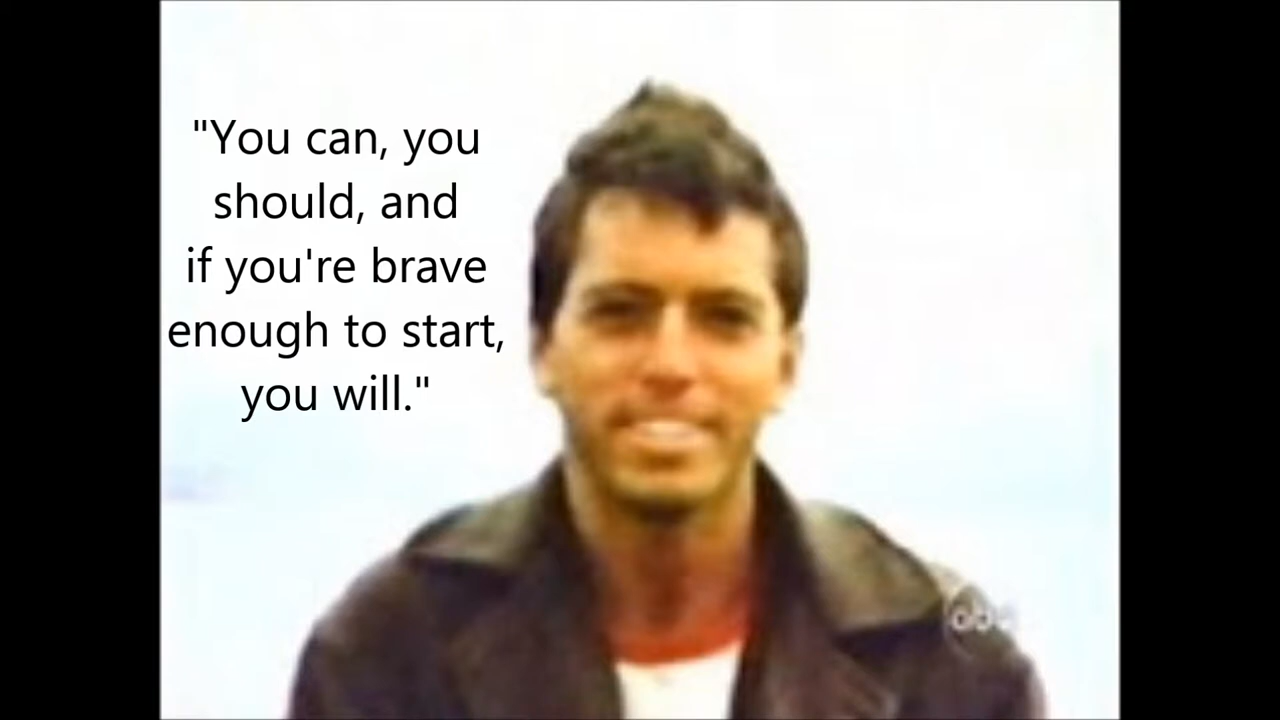 "You can, you
should, and
if you're brave
enough to start,
you will."
abc